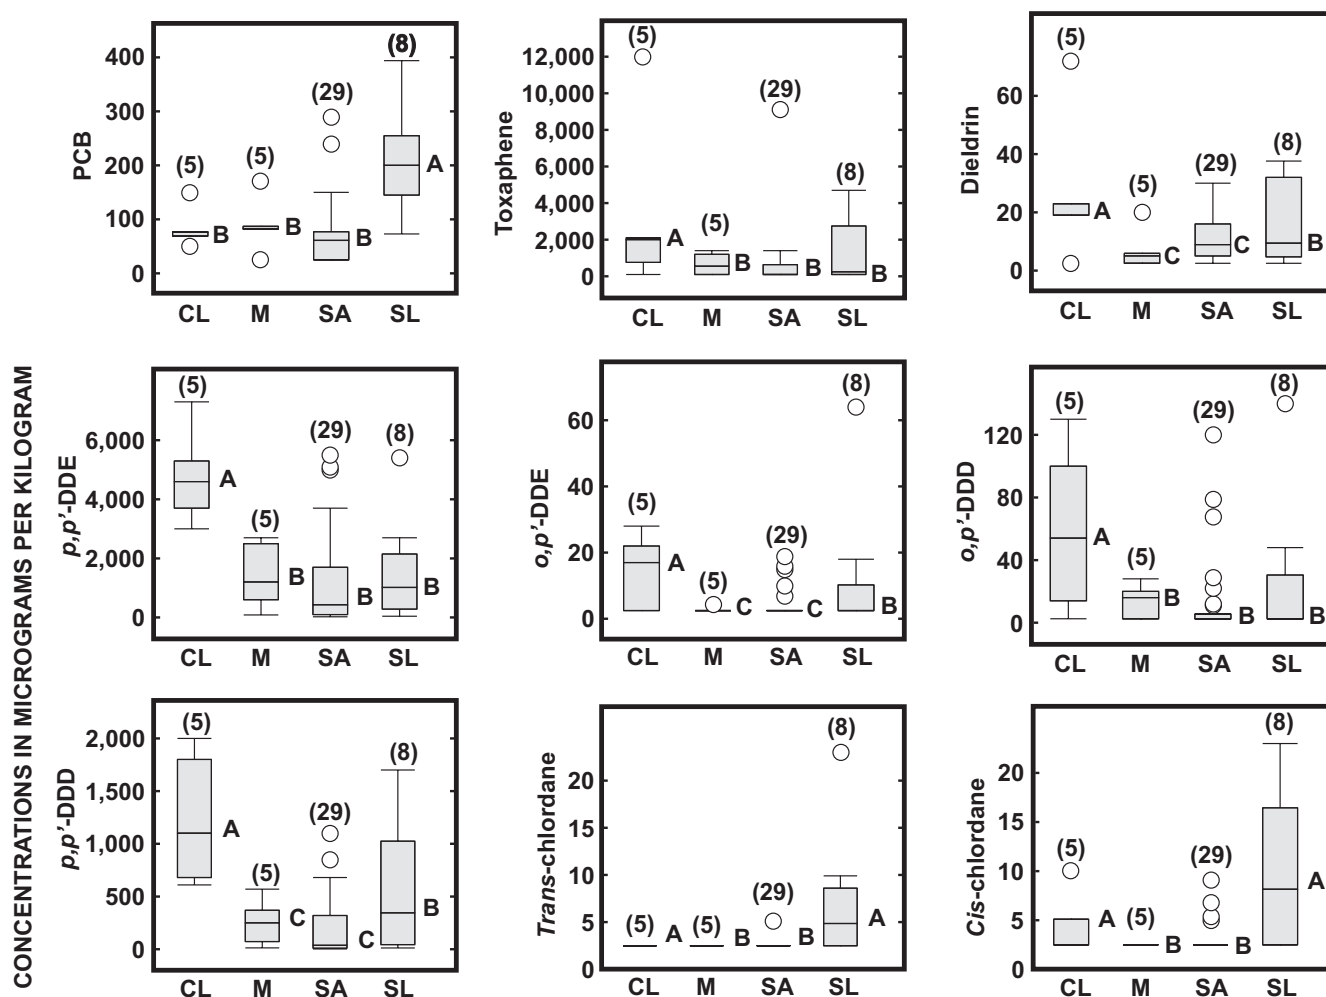 CONCENTRATIONS IN MICROGRAMS PER KILOGRAM
PCB
400
300
200
100
0
(5)
(5)
(29)
(8)
B
B
B
A
CL M SA SL
Toxaphene
12,000
10,000
8,000
6,000
4,000
2,000
0
(5)
(5)
(29)
(8)
A
B
B
B
CL M SA SL
Dieldrin
60
40
20
0
(5)
(5)
(29)
(8)
A
C
C
B
CL M SA SL
p,p'-DDE
6,000
4,000
2,000
0
(5)
(5)
(29)
(8)
A
B
B
B
CL M SA SL
o,p'-DDE
60
40
20
0
(5)
(5)
(29)
(8)
A
C
C
B
CL M SA SL
o,p'-DDD
120
80
40
0
(5)
(5)
(29)
(8)
A
B
B
B
CL M SA SL
p,p'-DDD
2,000
1,500
1,000
500
0
(5)
(5)
(29)
(8)
A
C
C
B
CL M SA SL
Trans-chlordane
20
15
10
5
0
(5)
(5)
(29)
(8)
A
B
B
A
CL M SA SL
Cis-chlordane
20
15
10
5
0
(5)
(5)
(29)
(8)
A
B
B
A
CL M SA SL